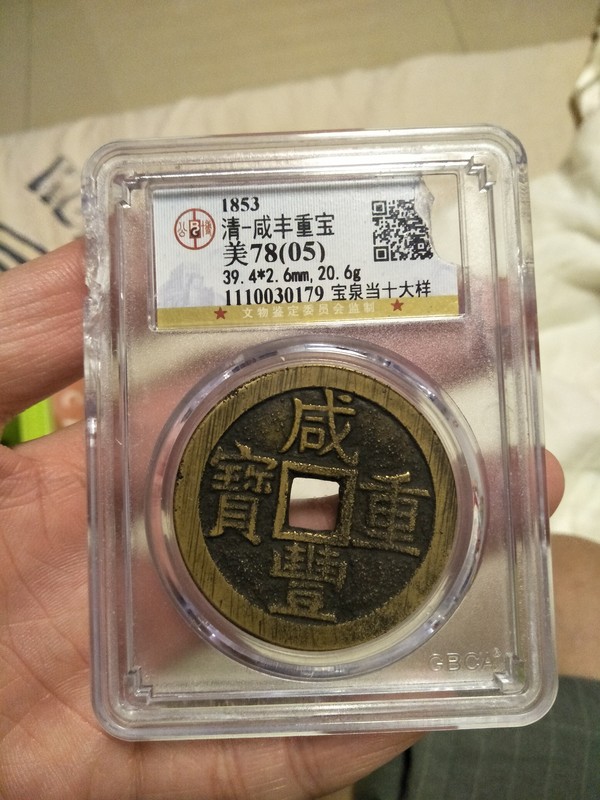 1853
清-咸丰重宝
美78(05)
39.4*2.6mm,20.6g
1110030179 宝泉当十大样
文物鉴定委员会监制
咸
寶 重
豐
GBCA